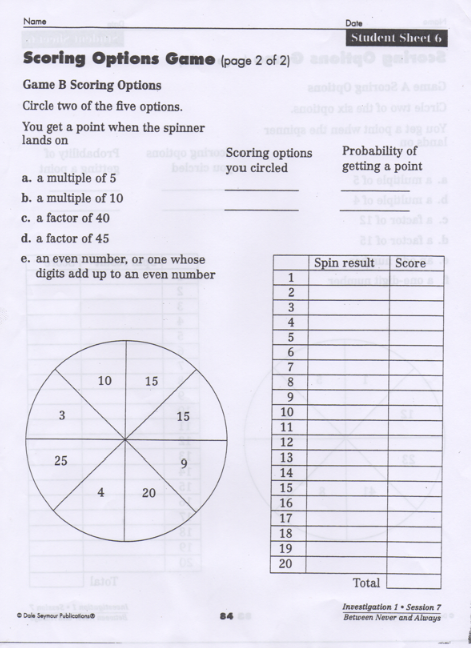 Name
Date
Student Sheet 6
Scoring Options Game (page 2 of 2)
Game B Scoring Options
Circle two of the five options.
You get a point when the spinner
lands on
Scoring options
you circled
Probability of
getting a point
a. a multiple of 5
b. a multiple of 10
c. a factor of 40
d. a factor of 45
e. an even number, or one whose
digits add up to an even number
Spin result Score
1
2
3
4
5
6
7
8
9
10
11
12
13
14
15
16
17
18
19
20
Total
10 15
3 15
25 9
4 20
© Dale Seymour Publications®
84
Investigation 1 • Session 7
Between Never and Always